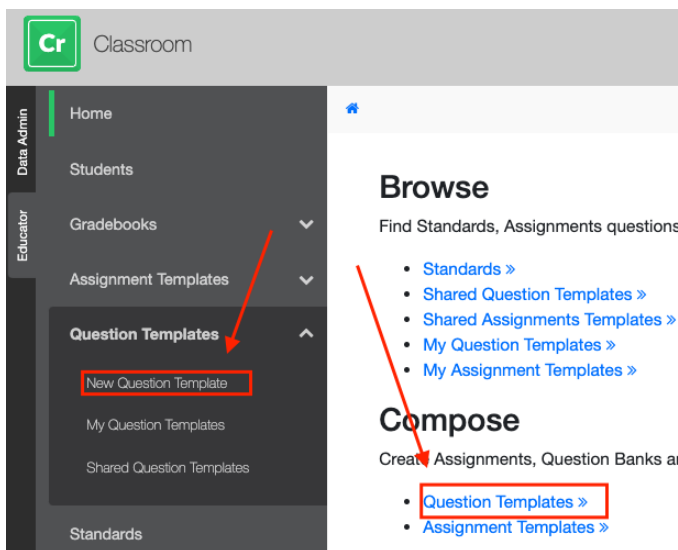 Cr Classroom
Data Admin
Educator
Home
Students
Gradebooks
Assignment Templates
Question Templates
New Question Template
My Question Templates
Shared Question Templates
Standards
Browse
Find Standards, Assignments questions
Standards »
Shared Question Templates »
Shared Assignments Templates »
My Question Templates »
My Assignment Templates »
Compose
Create Assignments, Question Banks
Question Templates »
Assignment Templates »